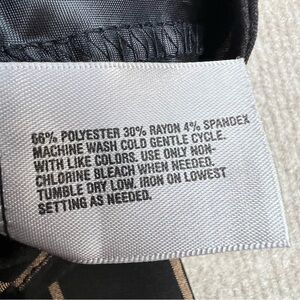 66% POLYESTER 30% RAYON 4% SPANDEX
MACHINE WASH COLD GENTLE CYCLE.
WITH LIKE COLORS. USE ONLY NON-
CHLORINE BLEACH WHEN NEEDED.
TUMBLE DRY LOW. IRON ON LOWEST
SETTING AS NEEDED.